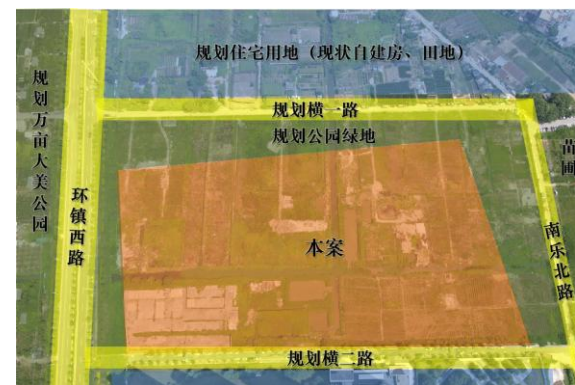 规划住宅用地（现状自建房、田地）
规划横一路
规划公园绿地
规划万亩大美公园
环镇西路
本案
苗圃
南乐北路
规划横二路